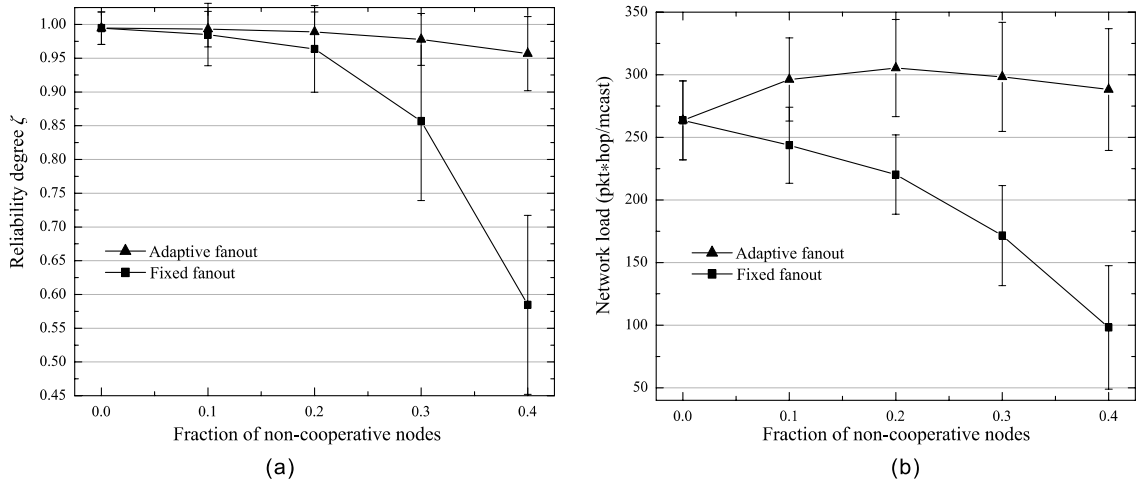 1.00
0.95
0.90
0.85
0.80
0.75
0.70
0.65
0.60
0.55
0.50
0.45
Reliability degree ζ
Adaptive fanout
Fixed fanout
0.0 0.1 0.2 0.3 0.4
Fraction of non-cooperative nodes
(a)
350
300
250
200
150
100
50
Network load (pkt*hop/mcast)
Adaptive fanout
Fixed fanout
0.0 0.1 0.2 0.3 0.4
Fraction of non-cooperative nodes
(b)